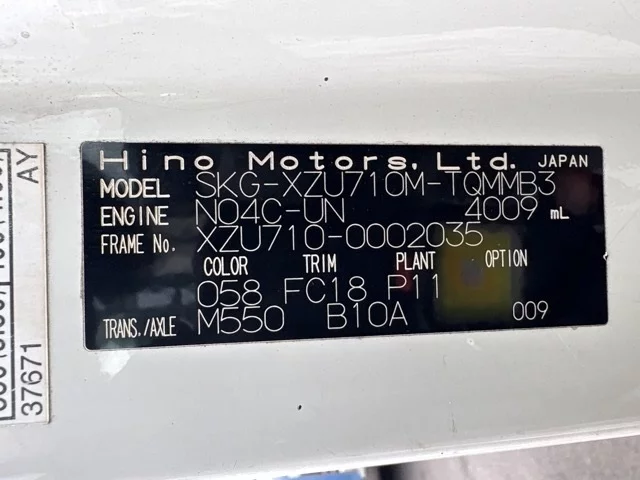 Hino Motors, Ltd. JAPAN
MODEL SKG-XZU710M-TQMMB3
ENGINE N04C-UN 4009 mL
FRAME No. XZU710-0002035
COLOR TRIM PLANT OPTION
058 FC18 P11
TRANS./AXLE M550 B10A 009
AY
37671